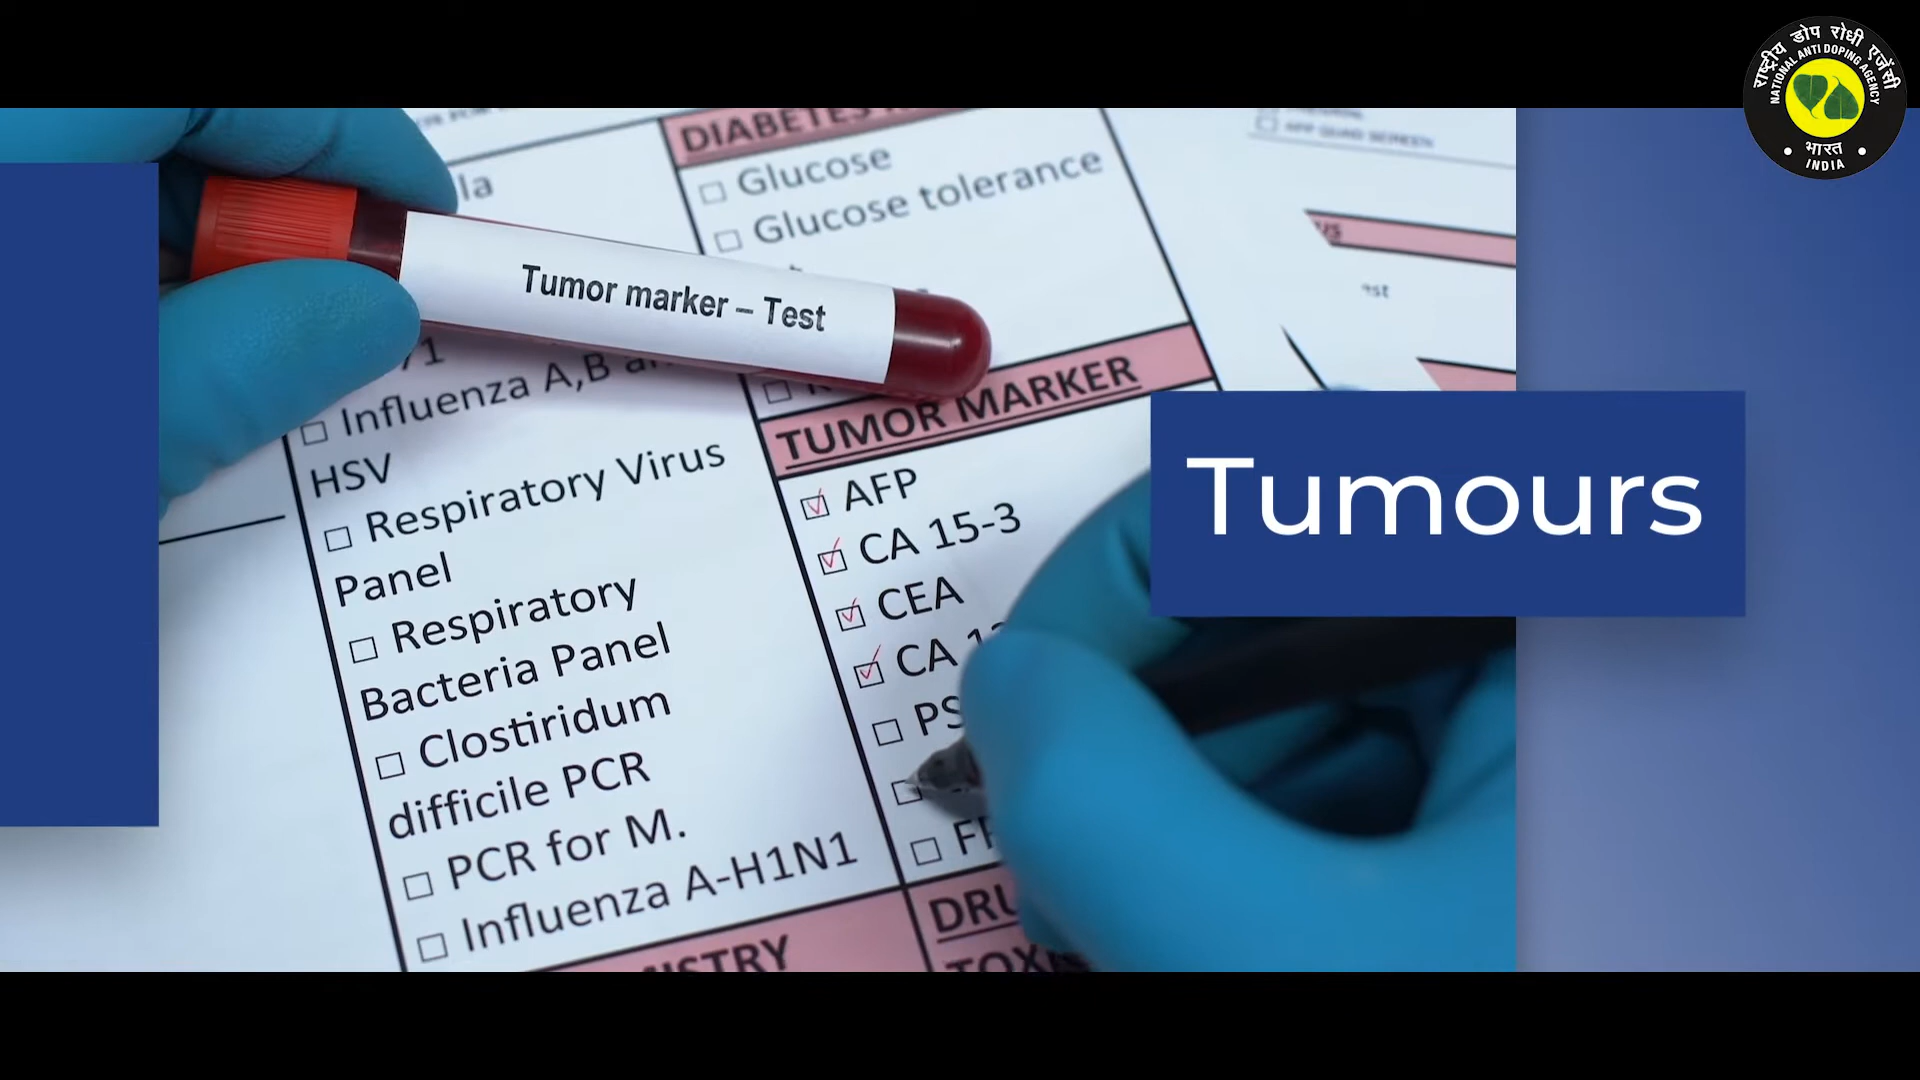 राष्ट्रीय डोप रोधी एजेंसी
NATIONAL ANTI DOPING AGENCY
भारत
INDIA
DIABETES
□ Glucose
□ Glucose tolerance
Tumor marker – Test
□ Influenza A,B
HSV
□ Respiratory Virus
Panel
□ Respiratory
Bacteria Panel
□ Clostiridum
difficile PCR
□ PCR for M.
□ Influenza A-H1N1
TUMOR MARKER
☑ AFP
☑ CA 15-3
☑ CEA
☑ CA
Tumours